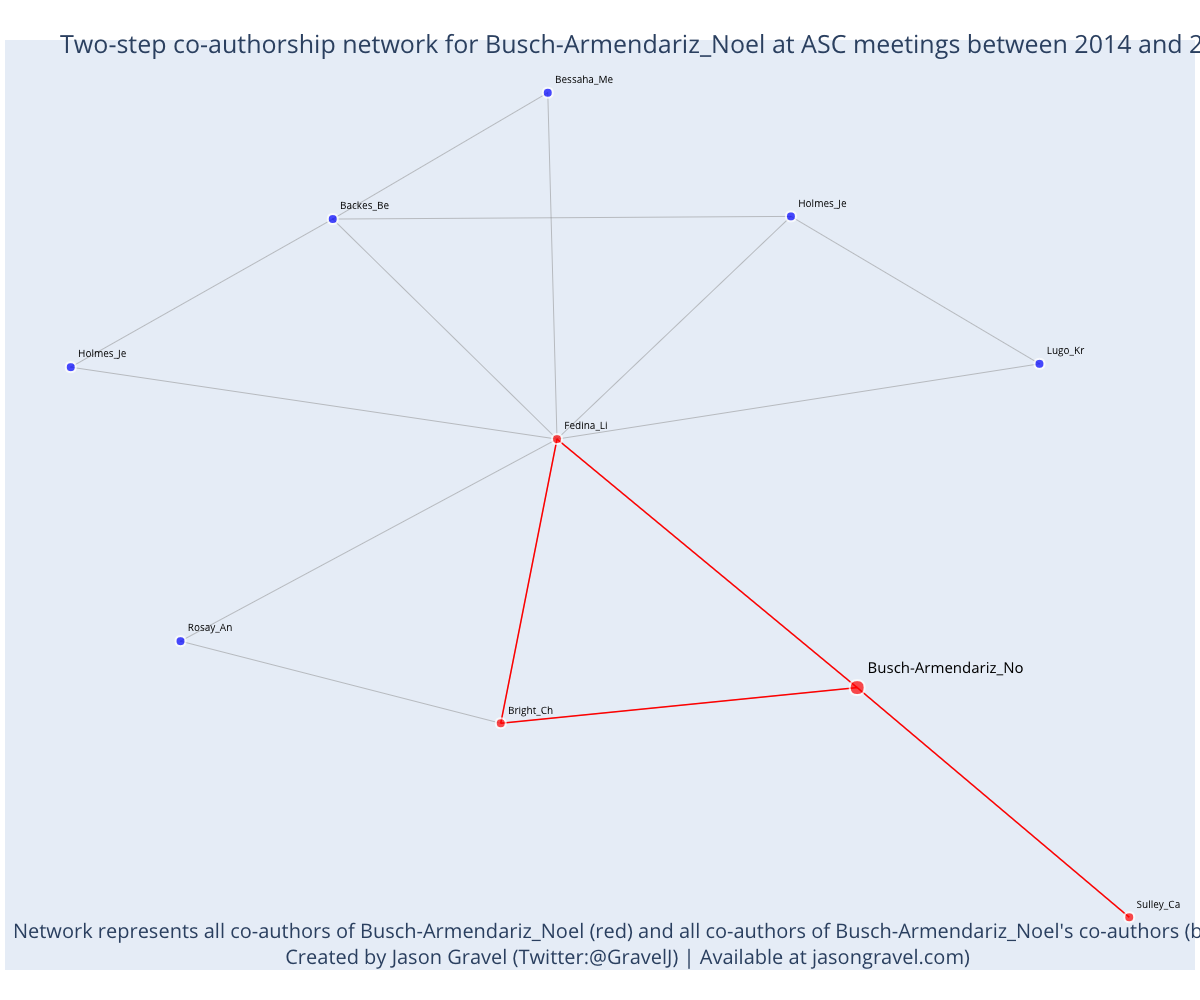 Two-step co-authorship network for Busch-Armendariz_Noel at ASC meetings between 2014 and 2
Bessaha_Me
Backes_Be
Holmes_Je
Holmes_Je
Lugo_Kr
Fedina_Li
Rosay_An
Busch-Armendariz_No
Bright_Ch
Sulley_Ca
Network represents all co-authors of Busch-Armendariz_Noel (red) and all co-authors of Busch-Armendariz_Noel's co-authors (b
Created by Jason Gravel (Twitter:@GravelJ) | Available at jasongravel.com)